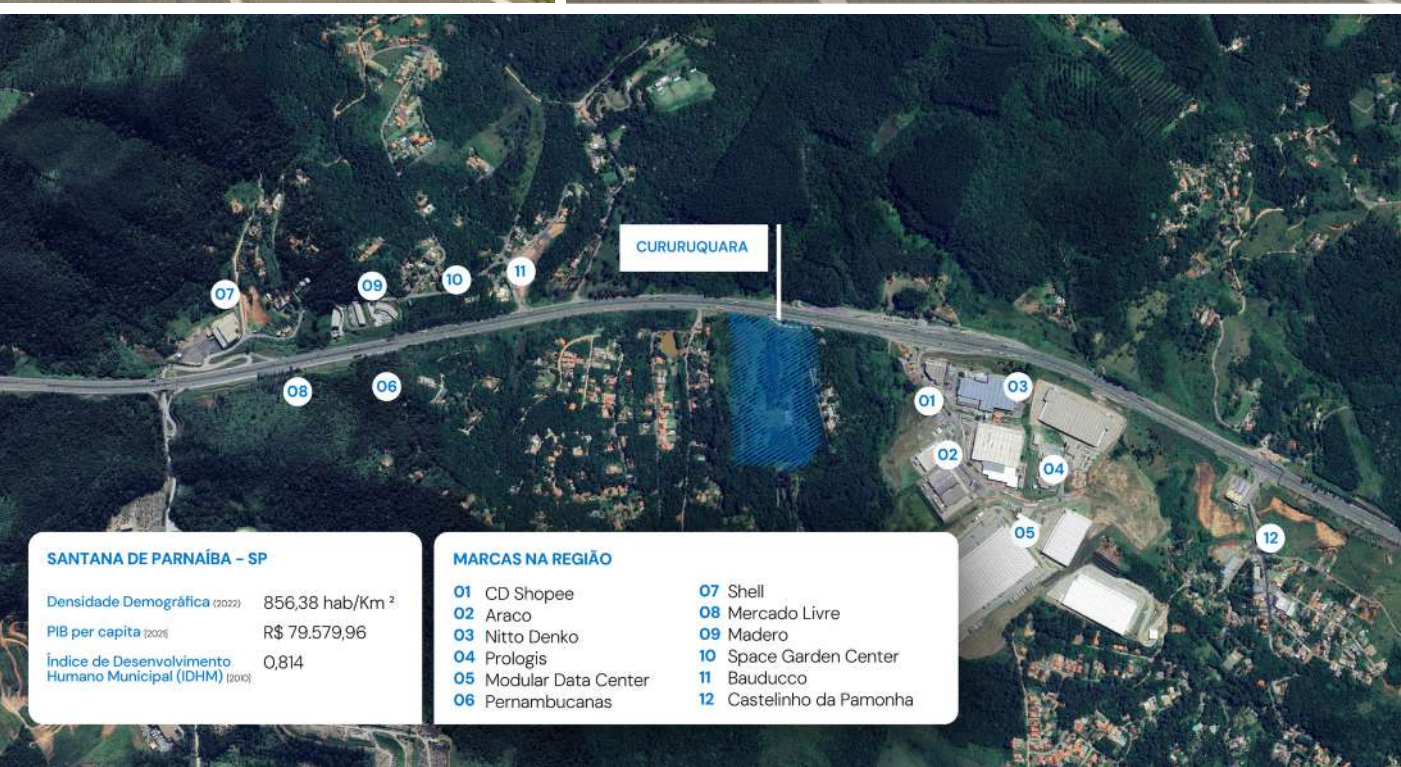 CURURUQUARA
11
10
09
07
08
06
01
03
02
04
05
12
SANTANA DE PARNAÍBA - SP
Densidade Demográfica (2022) 856,38 hab/Km ²
PIB per capita (2021) R$ 79.579,96
Índice de Desenvolvimento
Humano Municipal (IDHM) (2010) 0,814
MARCAS NA REGIÃO
01 CD Shopee
02 Araco
03 Nitto Denko
04 Prologis
05 Modular Data Center
06 Pernambucanas
07 Shell
08 Mercado Livre
09 Madero
10 Space Garden Center
11 Bauducco
12 Castelinho da Pamonha